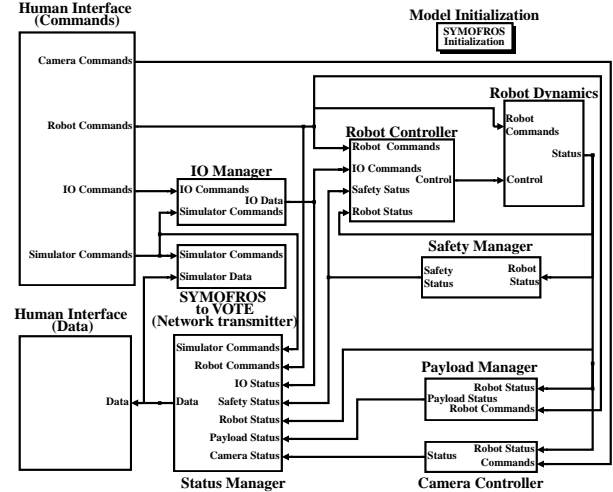 Human Interface
(Commands)
Camera Commands
Robot Commands
IO Commands
Simulator Commands
Model Initialization
SYMOFROS
Initialization
Robot Dynamics
Robot
Commands
Status
Control
Robot Controller
Robot Commands
IO Commands
Control
Safety Satus
Robot Status
IO Manager
IO Commands
IO Data
Simulator Commands
Simulator Commands
Simulator Data
SYMOFROS
to VOTE
(Network transmitter)
Safety Manager
Safety
Status
Robot
Status
Human Interface
(Data)
Data
Simulator Commands
Robot Commands
IO Status
Data
Safety Status
Robot Status
Payload Status
Camera Status
Status Manager
Payload Manager
Robot Status
Payload Status
Robot Commands
Robot Status
Status
Commands
Camera Controller